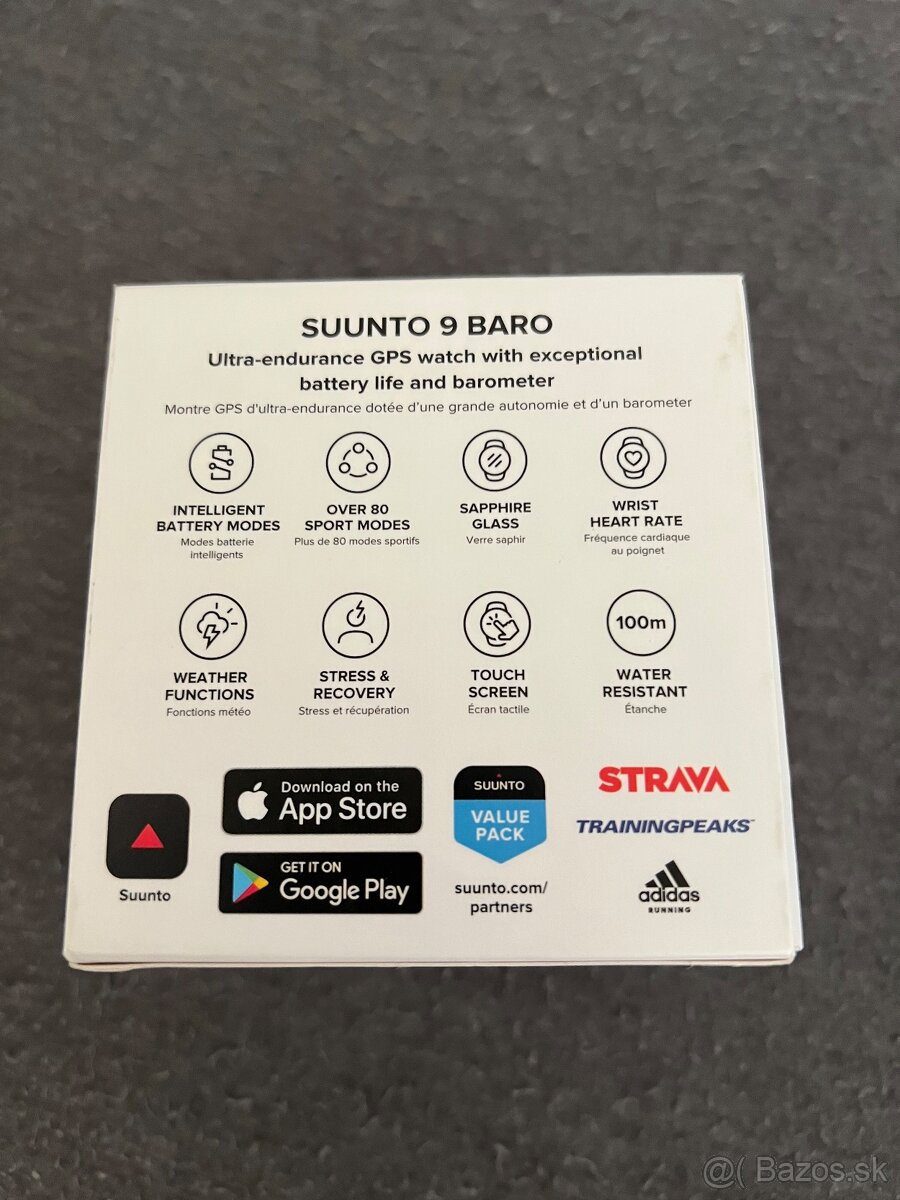 SUUNTO 9 BARO
Ultra-endurance GPS watch with exceptional
battery life and barometer
Montre GPS d'ultra-endurance dotée d'une grande autonomie et d'un barometer
INTELLIGENT
BATTERY MODES
Modes batterie
intelligents
OVER 80
SPORT MODES
Plus de 80 modes sportifs
SAPPHIRE
GLASS
Verre saphir
WRIST
HEART RATE
Fréquence cardiaque
au poignet
WEATHER
FUNCTIONS
Fonctions météo
STRESS &
RECOVERY
Stress et récupération
TOUCH
SCREEN
Écran tactile
100m
WATER
RESISTANT
Étanche
Suunto
Download on the
App Store
GET IT ON
Google Play
SUUNTO
VALUE
PACK
suunto.com/
partners
STRAVA
TRAININGPEAKS™
adidas
RUNNING
@( Bazos.sk